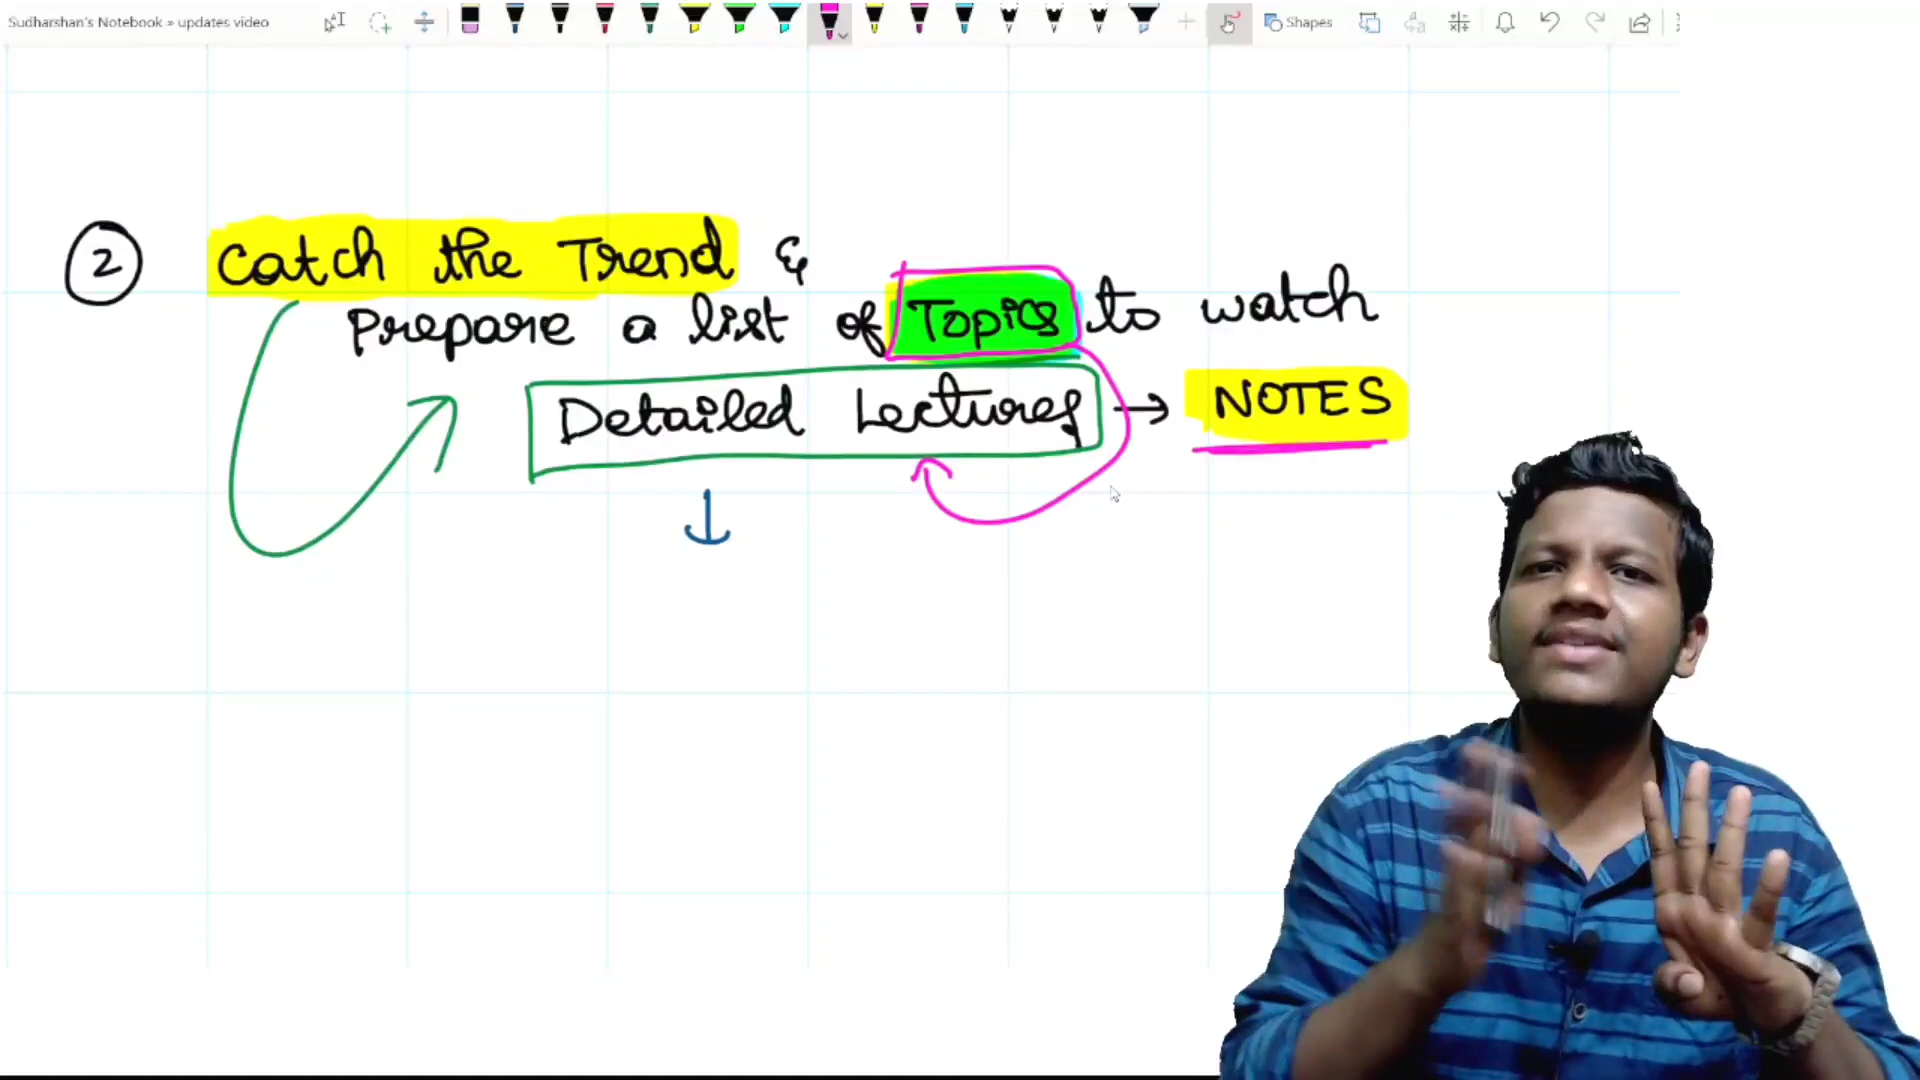 Sudharshan's Notebook » updates video
Shapes
2 Catch the Trend &
Prepare a list of Topics to watch
Detailed Lectures → NOTES